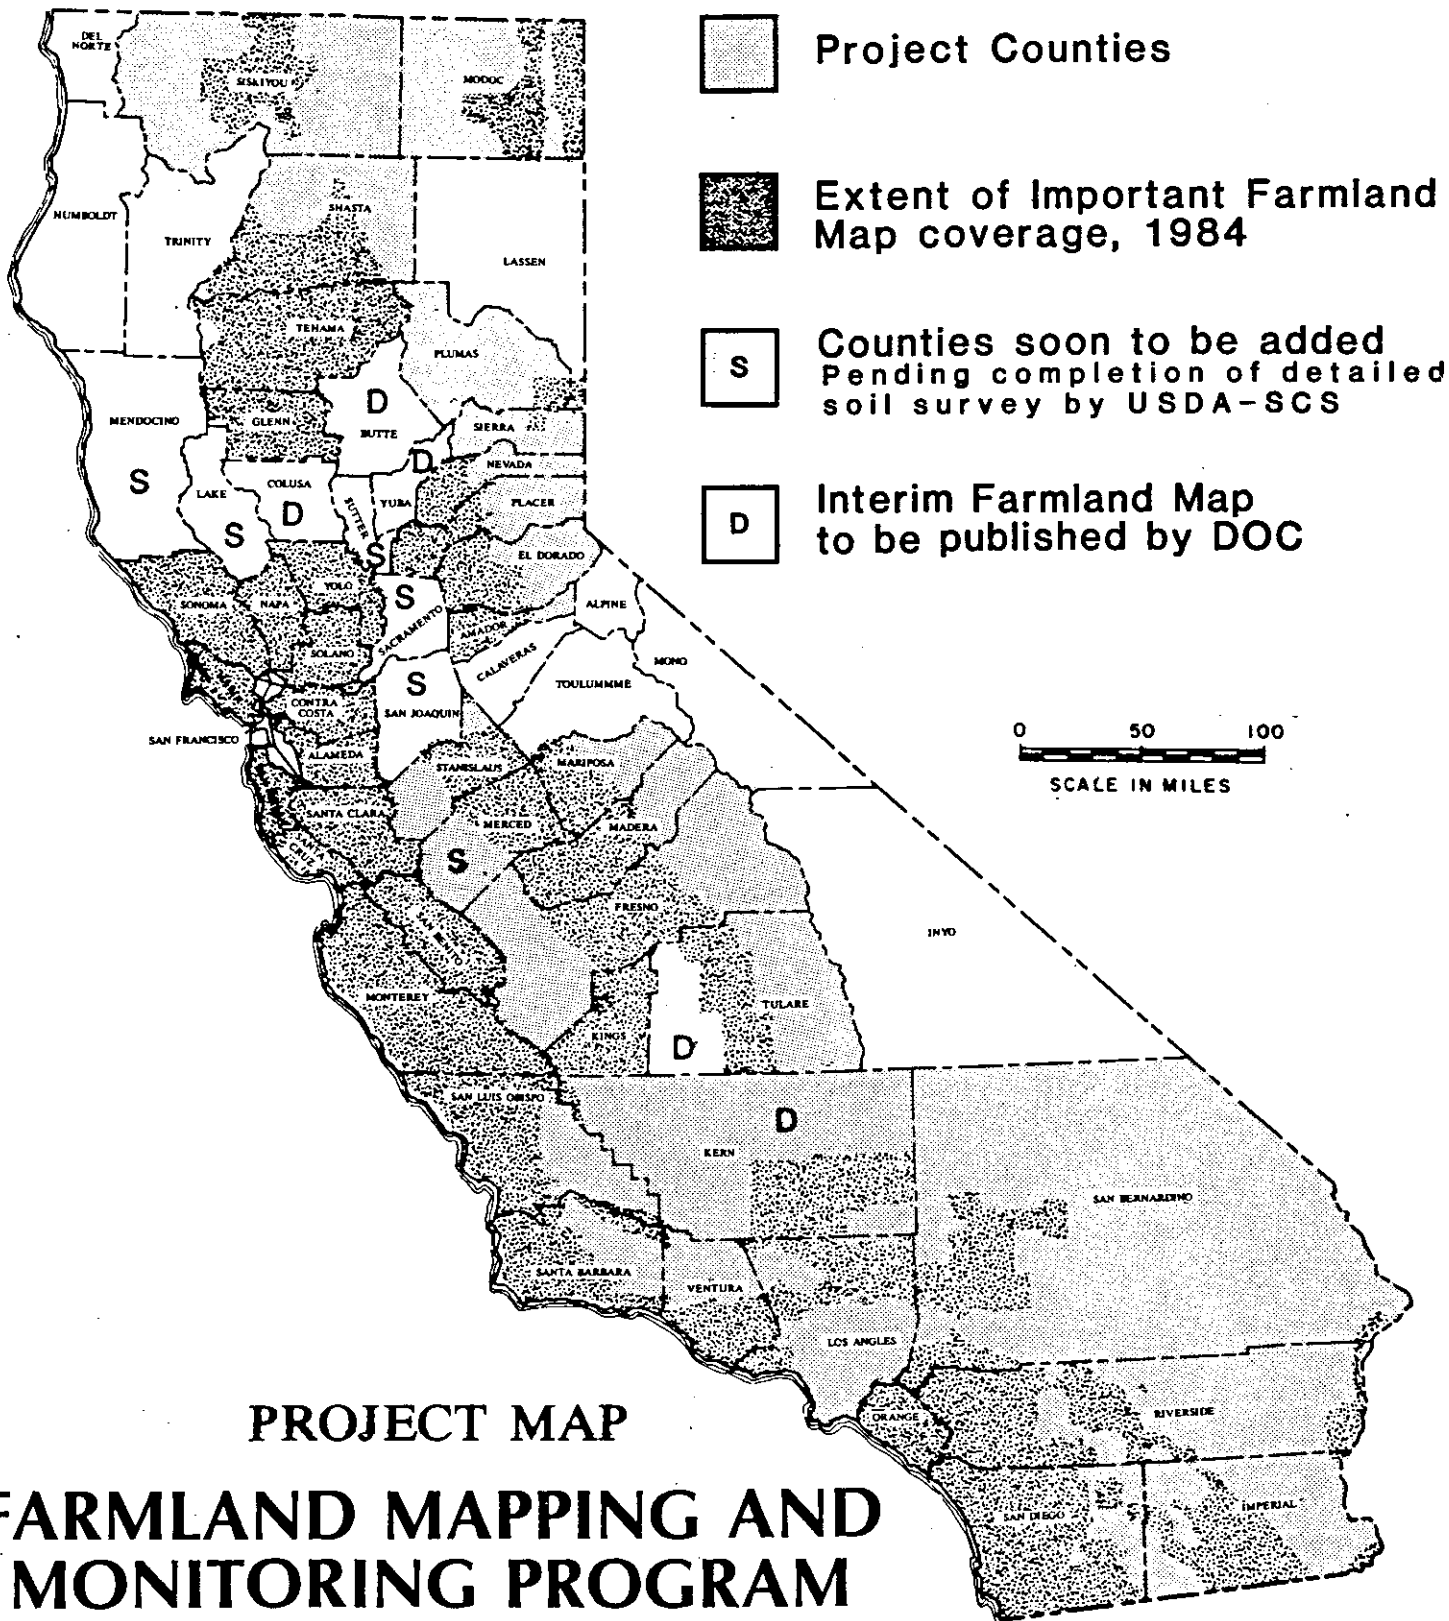 Project Counties
Extent of Important Farmland
Map coverage, 1984
S
Counties soon to be added
Pending completion of detailed
soil survey by USDA-SCS
D
Interim Farmland Map
to be published by DOC
0 50 100
SCALE IN MILES
DEL
NORTE
SISKIYOU
MODOC
HUMBOLDT
TRINITY
SHASTA
LASSEN
TEHAMA
PLUMAS
MENDOCINO
S
GLENN
D
BUTTE
D
SIERRA
LAKE
S
COLUSA
D
SUTTER
S
YUBA
NEVADA
PLACER
EL DORADO
SONOMA
NAPA
YOLO
SOLANO
S
SACRAMENTO
AMADOR
ALPINE
CALAVERAS
TOULUMMME
MONO
CONTRA
COSTA
S
SAN JOAQUIN
SAN FRANCISCO
ALAMEDA
STANISLAUS
MARIPOSA
SANTA CLARA
SANTA
CRUZ
MERCED
S
MADERA
SAN BENITO
FRESNO
INYO
MONTEREY
KINGS
D
TULARE
SAN LUIS OBISPO
D
KERN
SAN BERNARDINO
SANTA BARBARA
VENTURA
LOS ANGLES
ORANGE
RIVERSIDE
SAN DIEGO
IMPERIAL
PROJECT MAP
FARMLAND MAPPING AND
MONITORING PROGRAM